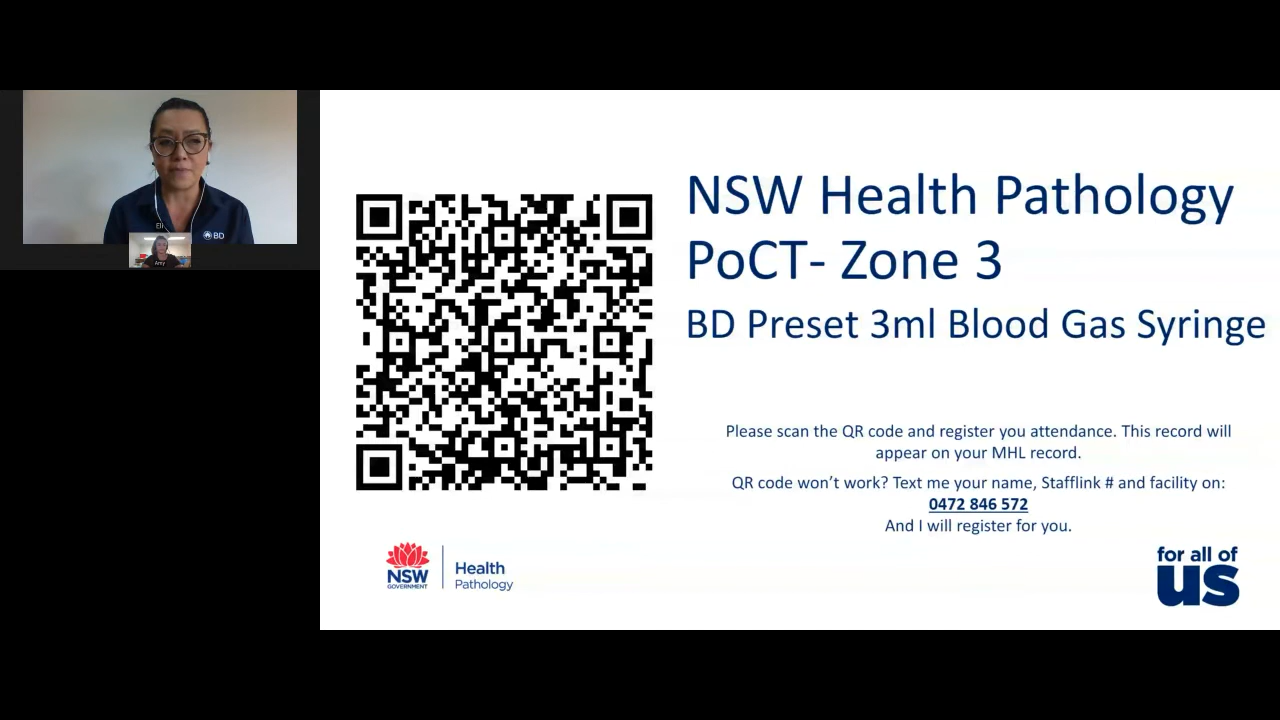 Eli
BD
Amy
NSW Health Pathology
PoCT- Zone 3
BD Preset 3ml Blood Gas Syringe
Please scan the QR code and register you attendance. This record will
appear on your MHL record.
QR code won’t work? Text me your name, Stafflink # and facility on:
0472 846 572
And I will register for you.
NSW
GOVERNMENT
Health
Pathology
for all of
us